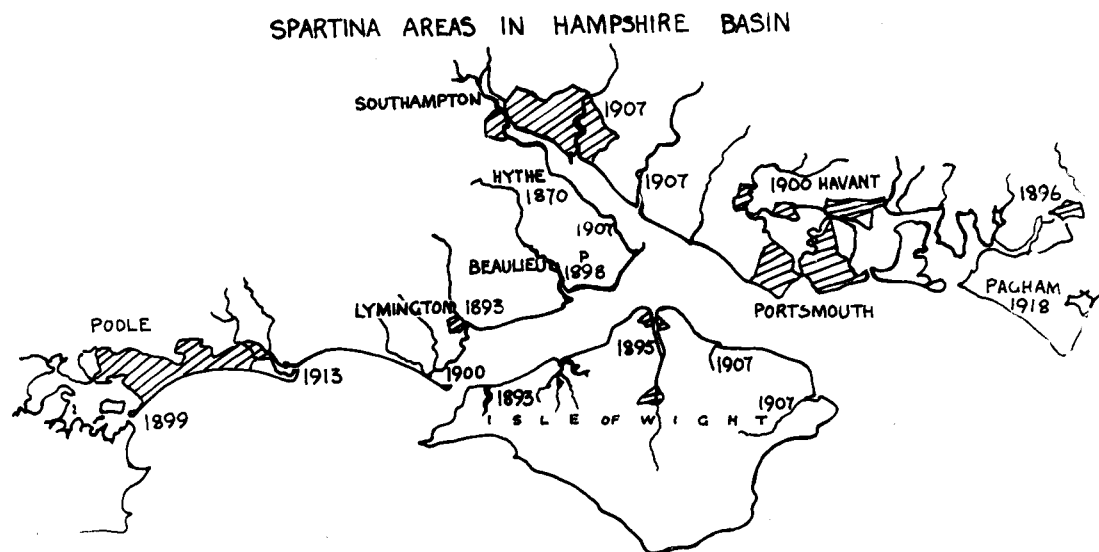 SPARTINA AREAS IN HAMPSHIRE BASIN
SOUTHAMPTON
1907
HYTHE
1870
1907
1907
1900 HAVANT
1896
BEAULIEU
P
1898
LYMINGTON 1893
PORTSMOUTH
PAGHAM
1918
POOLE
1895
1907
1913
1900
1893
1907
1899
ISLE OF WIGHT